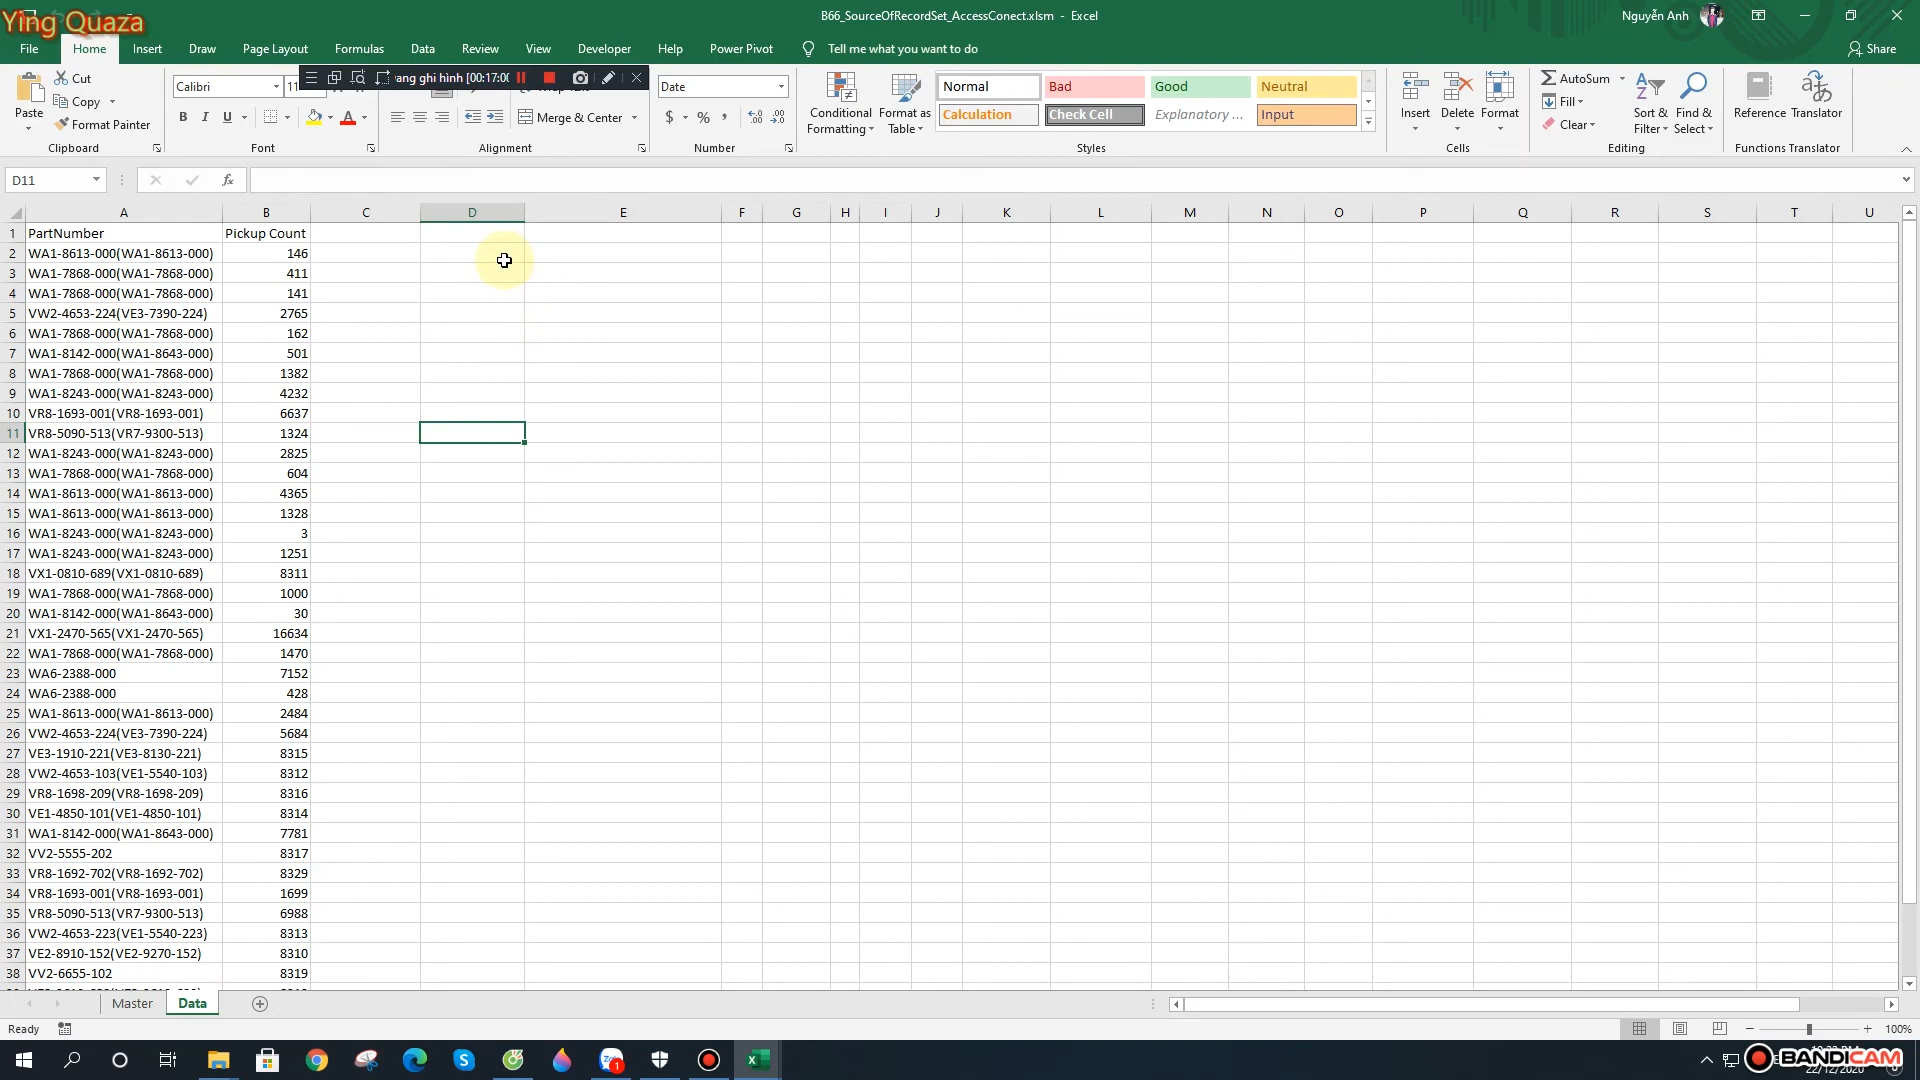 Ying Quaza
B66_SourceOfRecordSet_AccessConect.xlsm - Excel
Nguyễn Anh
File Home Insert Draw Page Layout Formulas Data Review View Developer Help Power Pivot Tell me what you want to do
Share
Paste
Cut
Copy
Format Painter
Clipboard
Calibri 11
B I U
Font
ang ghi hình [00:17:00
Merge & Center
Alignment
Date
$ % ,
Number
Conditional Formatting
Format as Table
Normal Bad Good Neutral
Calculation Check Cell Explanatory ... Input
Styles
Insert Delete Format
Cells
AutoSum
Fill
Clear
Sort & Filter
Find & Select
Editing
Reference Translator
Functions Translator
D11
fx
A B C D E F G H I J K L M N O P Q R S T U
1 PartNumber Pickup Count
2 WA1-8613-000(WA1-8613-000) 146
3 WA1-7868-000(WA1-7868-000) 411
4 WA1-7868-000(WA1-7868-000) 141
5 VW2-4653-224(VE3-7390-224) 2765
6 WA1-7868-000(WA1-7868-000) 162
7 WA1-8142-000(WA1-8643-000) 501
8 WA1-7868-000(WA1-7868-000) 1382
9 WA1-8243-000(WA1-8243-000) 4232
10 VR8-1693-001(VR8-1693-001) 6637
11 VR8-5090-513(VR7-9300-513) 1324
12 WA1-8243-000(WA1-8243-000) 2825
13 WA1-7868-000(WA1-7868-000) 604
14 WA1-8613-000(WA1-8613-000) 4365
15 WA1-8613-000(WA1-8613-000) 1328
16 WA1-8243-000(WA1-8243-000) 3
17 WA1-8243-000(WA1-8243-000) 1251
18 VX1-0810-689(VX1-0810-689) 8311
19 WA1-7868-000(WA1-7868-000) 1000
20 WA1-8142-000(WA1-8643-000) 30
21 VX1-2470-565(VX1-2470-565) 16634
22 WA1-7868-000(WA1-7868-000) 1470
23 WA6-2388-000 7152
24 WA6-2388-000 428
25 WA1-8613-000(WA1-8613-000) 2484
26 VW2-4653-224(VE3-7390-224) 5684
27 VE3-1910-221(VE3-8130-221) 8315
28 VW2-4653-103(VE1-5540-103) 8312
29 VR8-1698-209(VR8-1698-209) 8316
30 VE1-4850-101(VE1-4850-101) 8314
31 WA1-8142-000(WA1-8643-000) 7781
32 VV2-5555-202 8317
33 VR8-1692-702(VR8-1692-702) 8329
34 VR8-1693-001(VR8-1693-001) 1699
35 VR8-5090-513(VR7-9300-513) 6988
36 VW2-4653-223(VE1-5540-223) 8313
37 VE2-8910-152(VE2-9270-152) 8310
38 VV2-6655-102 8319
Master Data
Ready
100%
BANDICAM
22/12/2020